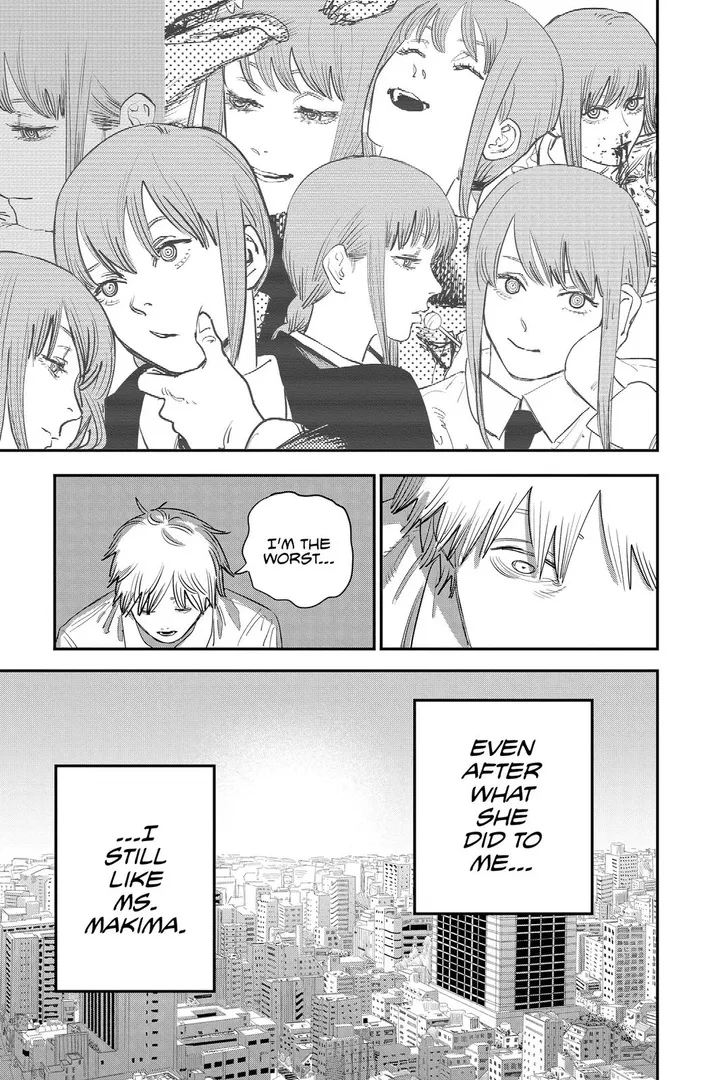 I'M THE
WORST...
EVEN
AFTER
WHAT
SHE
DID TO
ME...
...I
STILL
LIKE
MS.
MAKIMA.